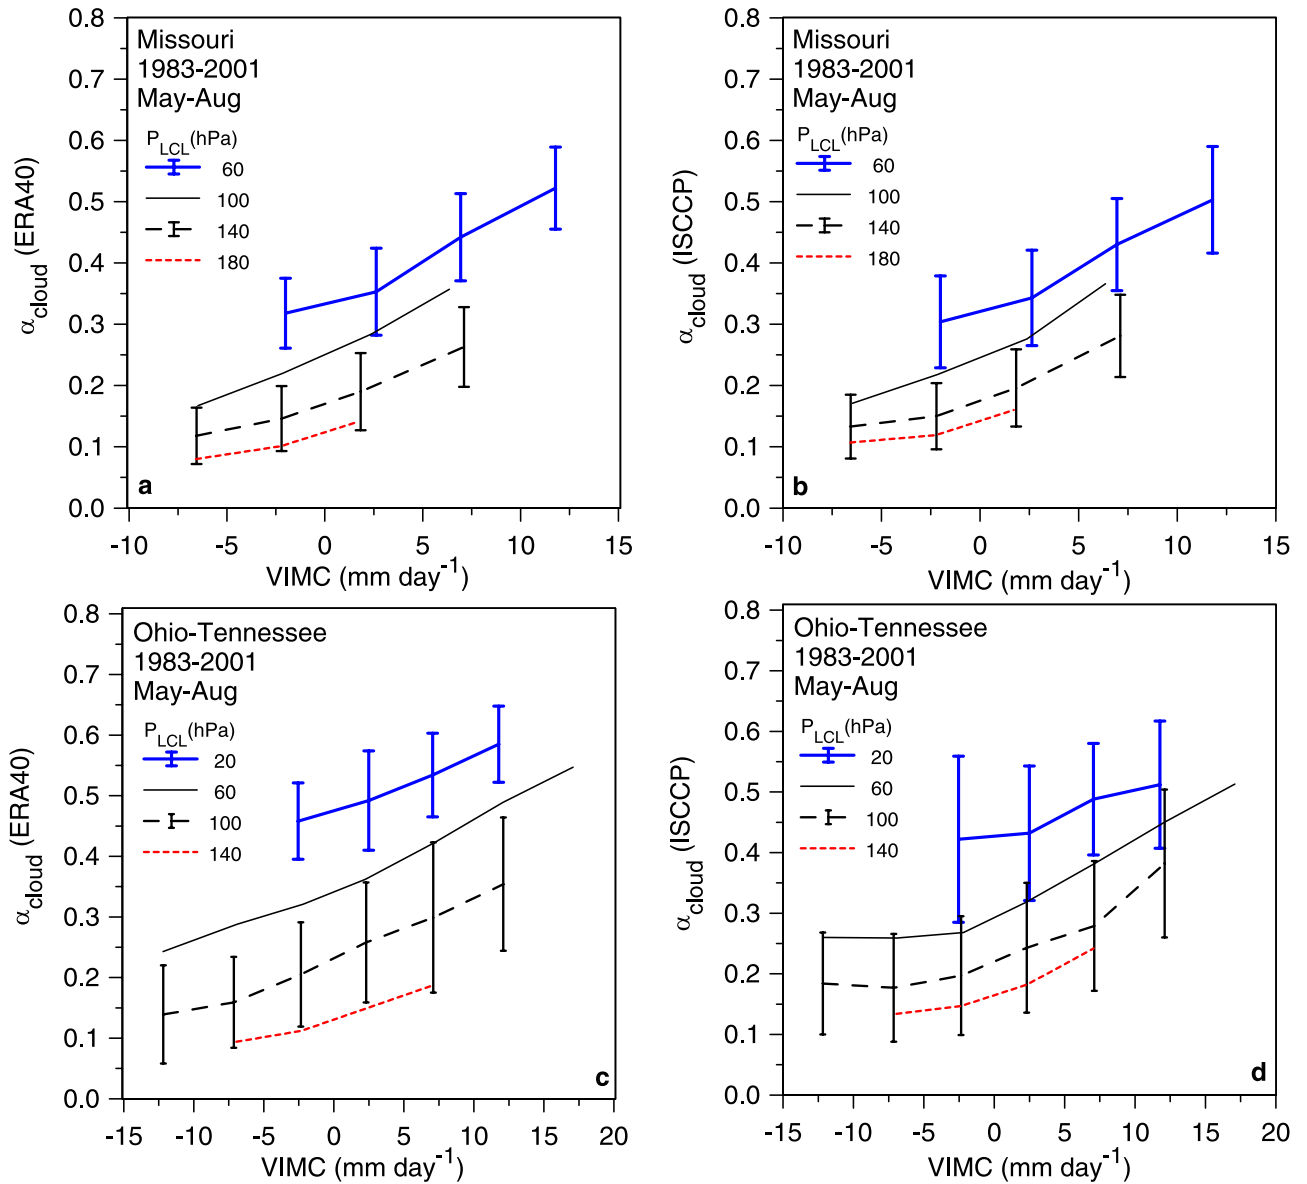 Missouri
1983-2001
May-Aug
P_LCL(hPa)
60
100
140
180
0.8
0.7
0.6
0.5
0.4
0.3
0.2
0.1
0.0
α_cloud (ERA40)
a
-10 -5 0 5 10 15
VIMC (mm day^-1)
Missouri
1983-2001
May-Aug
P_LCL(hPa)
60
100
140
180
0.8
0.7
0.6
0.5
0.4
0.3
0.2
0.1
0.0
α_cloud (ISCCP)
b
-10 -5 0 5 10 15
VIMC (mm day^-1)
Ohio-Tennessee
1983-2001
May-Aug
P_LCL(hPa)
20
60
100
140
0.8
0.7
0.6
0.5
0.4
0.3
0.2
0.1
0.0
α_cloud (ERA40)
c
-15 -10 -5 0 5 10 15 20
VIMC (mm day^-1)
Ohio-Tennessee
1983-2001
May-Aug
P_LCL(hPa)
20
60
100
140
0.8
0.7
0.6
0.5
0.4
0.3
0.2
0.1
0.0
α_cloud (ISCCP)
d
-15 -10 -5 0 5 10 15 20
VIMC (mm day^-1)